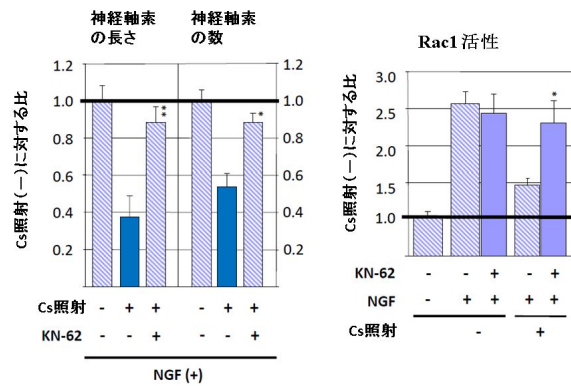 神経軸素
の長さ
神経軸素
の数
Rac1 活性
Cs照射(ー)に対する比
1.2
1.0
0.8
0.6
0.4
0.2
**
*
1.2
1.0
0.8
0.6
0.4
0.2
Cs照射 - + + - + +
KN-62 - - + - - +
NGF (+)
Cs照射(ー)に対する比
3.0
2.5
2.0
1.5
1.0
*
KN-62 - - + - +
NGF - + + + +
Cs照射 - +